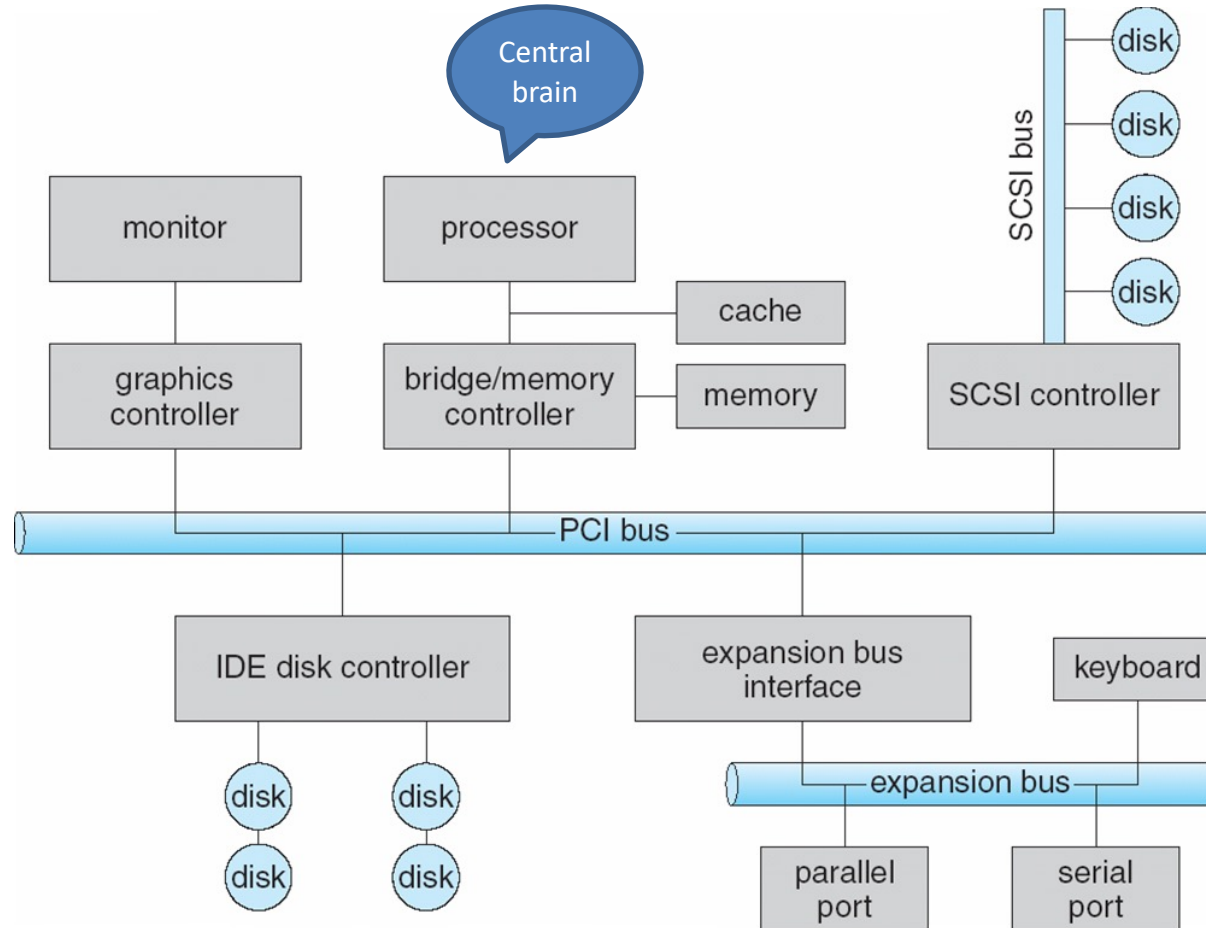 Central
brain
disk
disk
disk
disk
SCSI bus
monitor
processor
cache
graphics
controller
bridge/memory
controller
memory
SCSI controller
PCI bus
IDE disk controller
expansion bus
interface
keyboard
disk
disk
disk
disk
expansion bus
parallel
port
serial
port